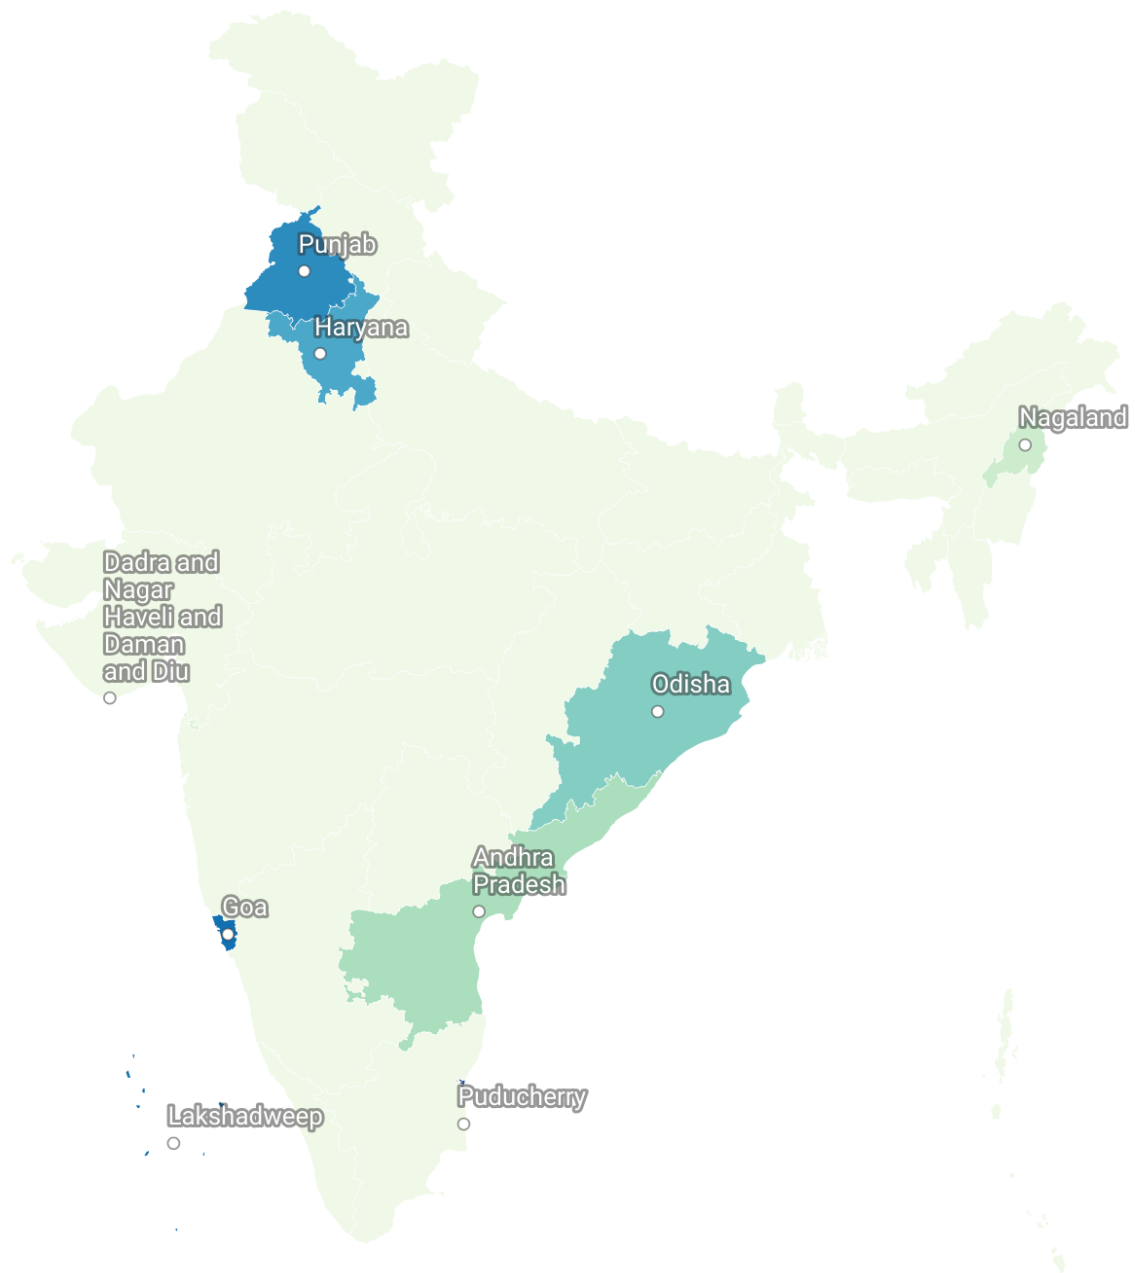 Punjab
Haryana
Nagaland
Dadra and
Nagar
Haveli and
Daman
and Diu
Odisha
Andhra
Pradesh
Goa
Puducherry
Lakshadweep